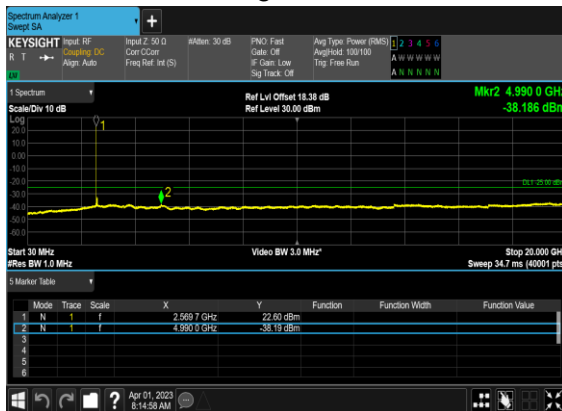 Spectrum Analyzer 1
Swept SA
+
KEYSIGHT Input: RF Input Z: 50 Ω #Atten: 30 dB PNO: Fast Avg Type: Power (RMS) 1 2 3 4 5 6
R T Coupling: DC Corr CCorr Gate: Off Avg|Hold: 100/100 A W W W W W
Align: Auto Freq Ref: Int (S) IF Gain: Low Trig: Free Run
Sig Track: Off A N N N N N
LXI
1 Spectrum Ref Lvl Offset 18.38 dB Mkr2 4.990 0 GHz
Scale/Div 10 dB Ref Level 30.00 dBm -38.186 dBm
Log
1
20.0
10.0
0.00
-10.0
-20.0
DL1 -25.00 dBm
-30.0
2
-40.0
-50.0
-60.0
Start 30 MHz Video BW 3.0 MHz* Stop 20.000 GHz
#Res BW 1.0 MHz Sweep 34.7 ms (40001 pts)
5 Marker Table
Mode Trace Scale X Y Function Function Width Function Value
1 N 1 f 2.569 7 GHz 22.60 dBm
2 N 1 f 4.990 0 GHz -38.19 dBm
3
4
5
6
? Apr 01, 2023
8:14:58 AM